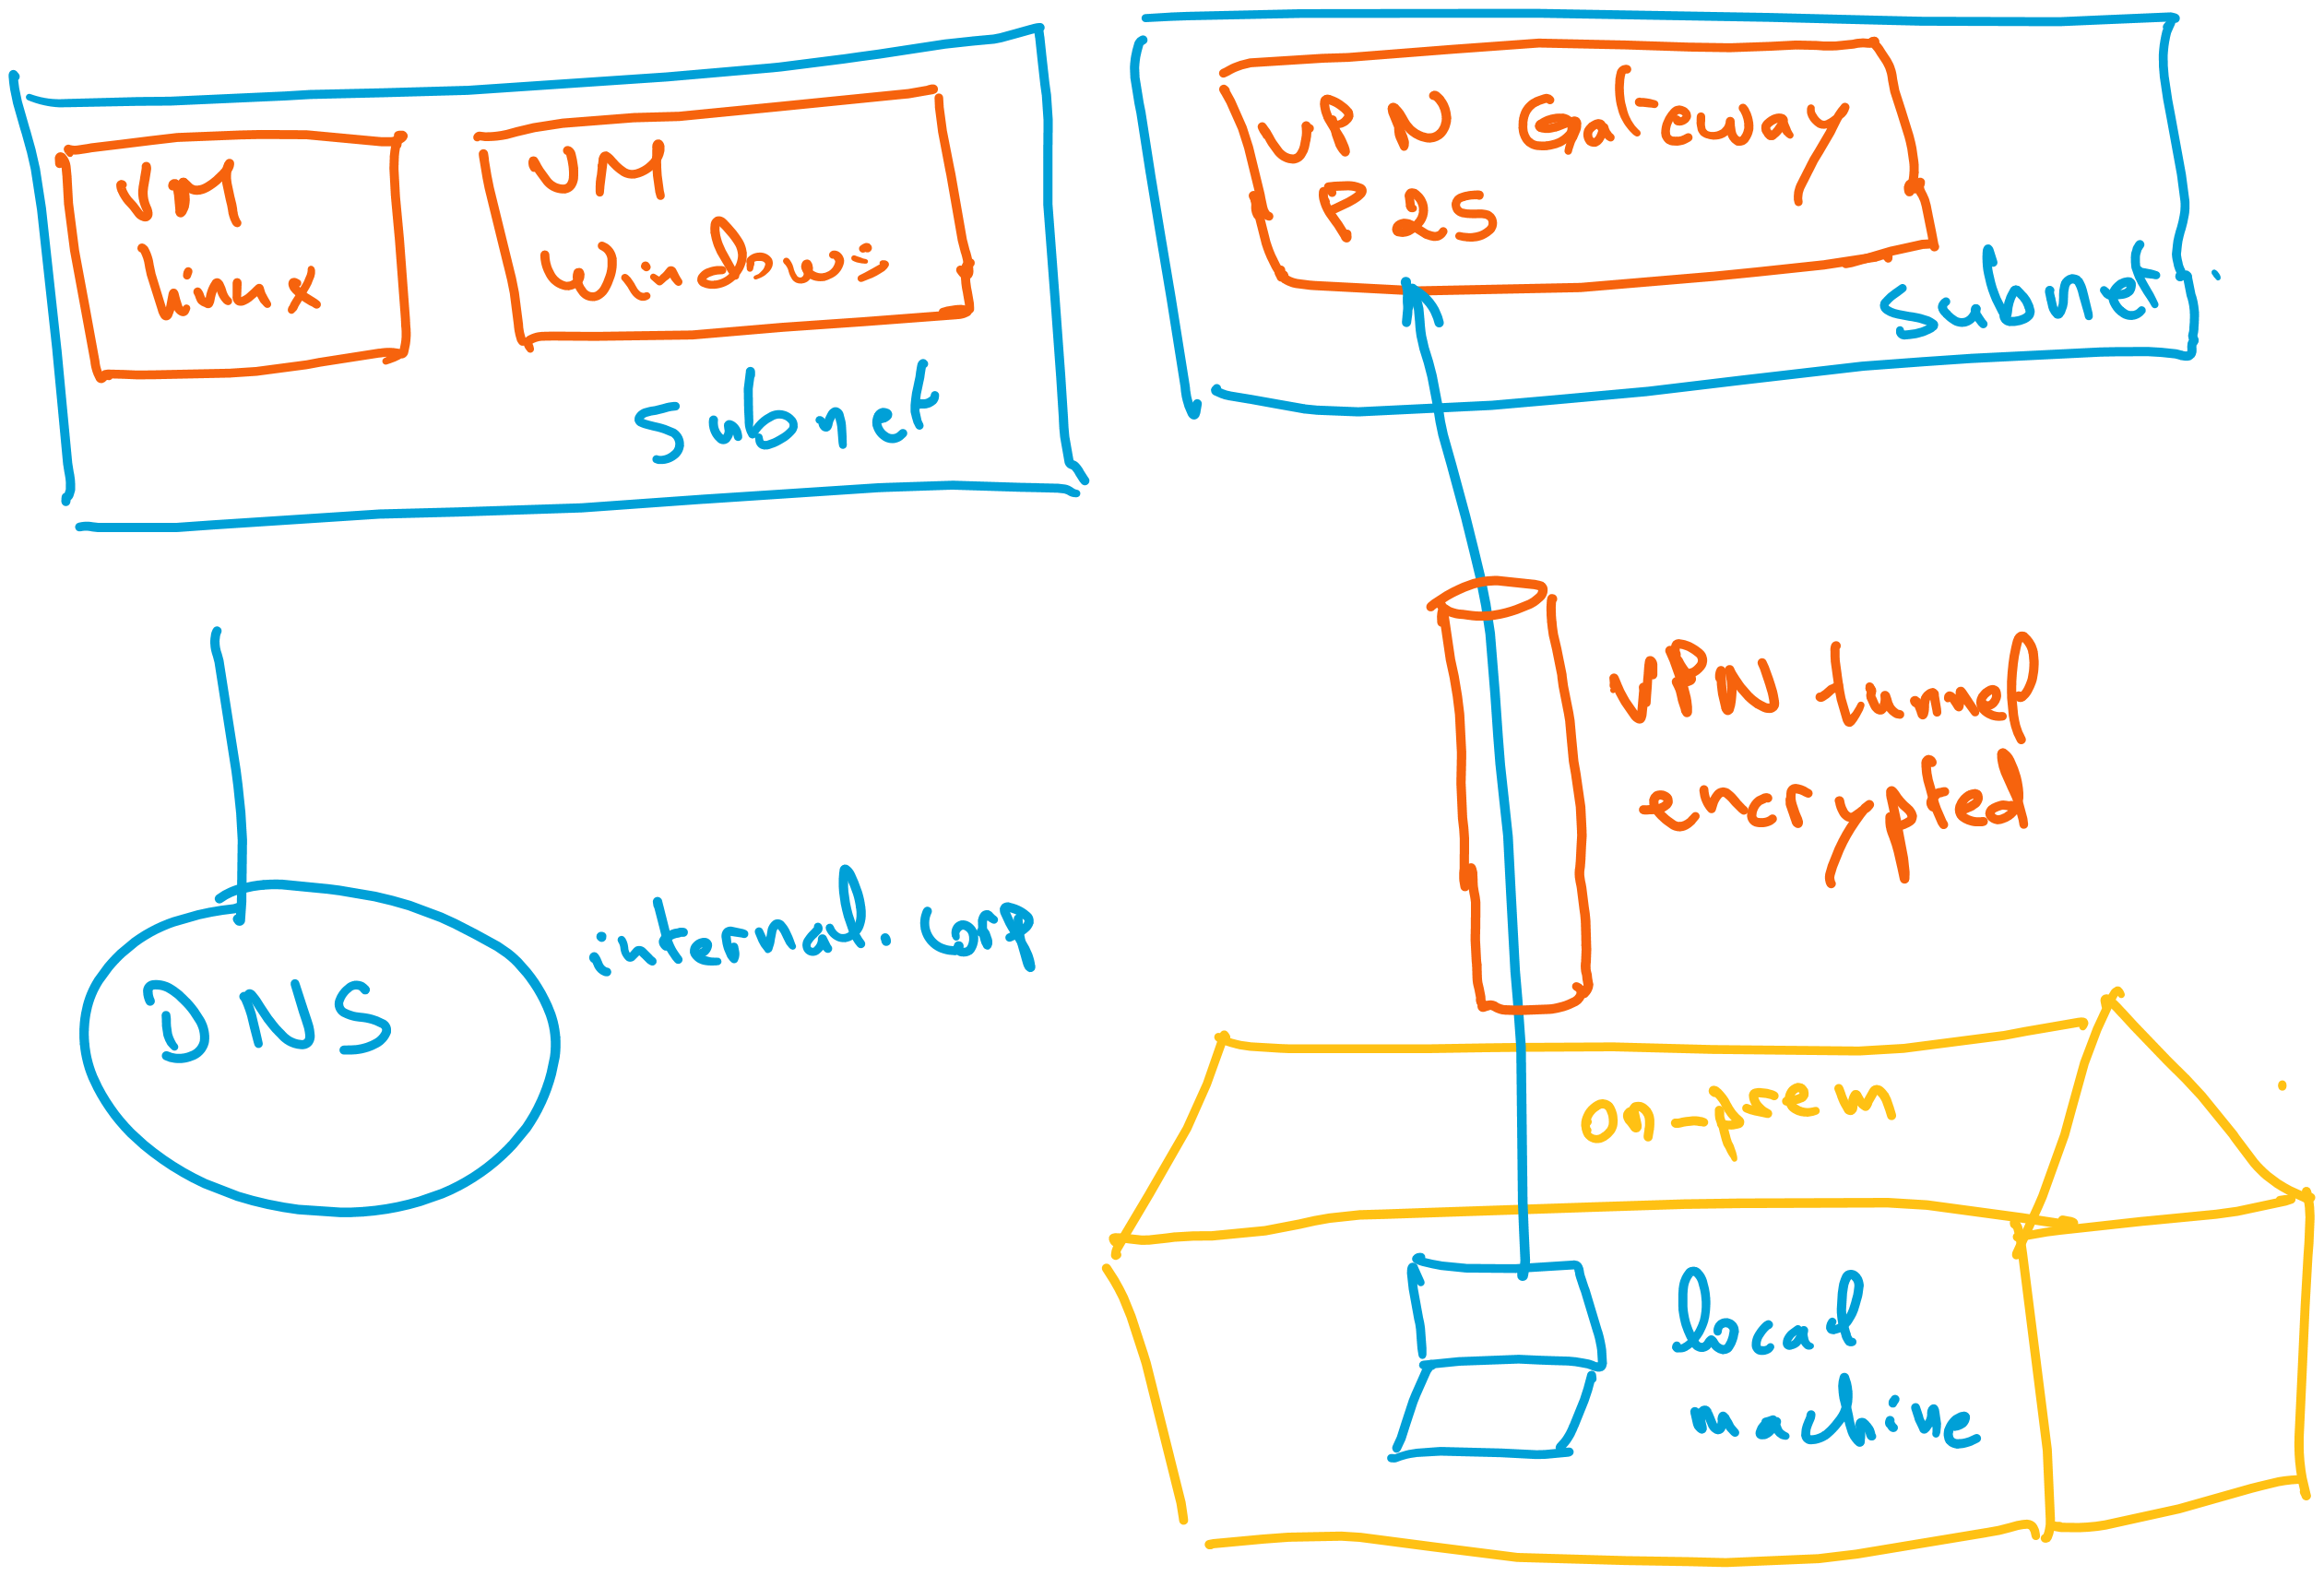 VM
Linux
VM
Windows
Subnet
VPN Gateway
P2S
Subnet
VPN tunnel
encrypted
DNS
internal.corp
on-prem
local
machine